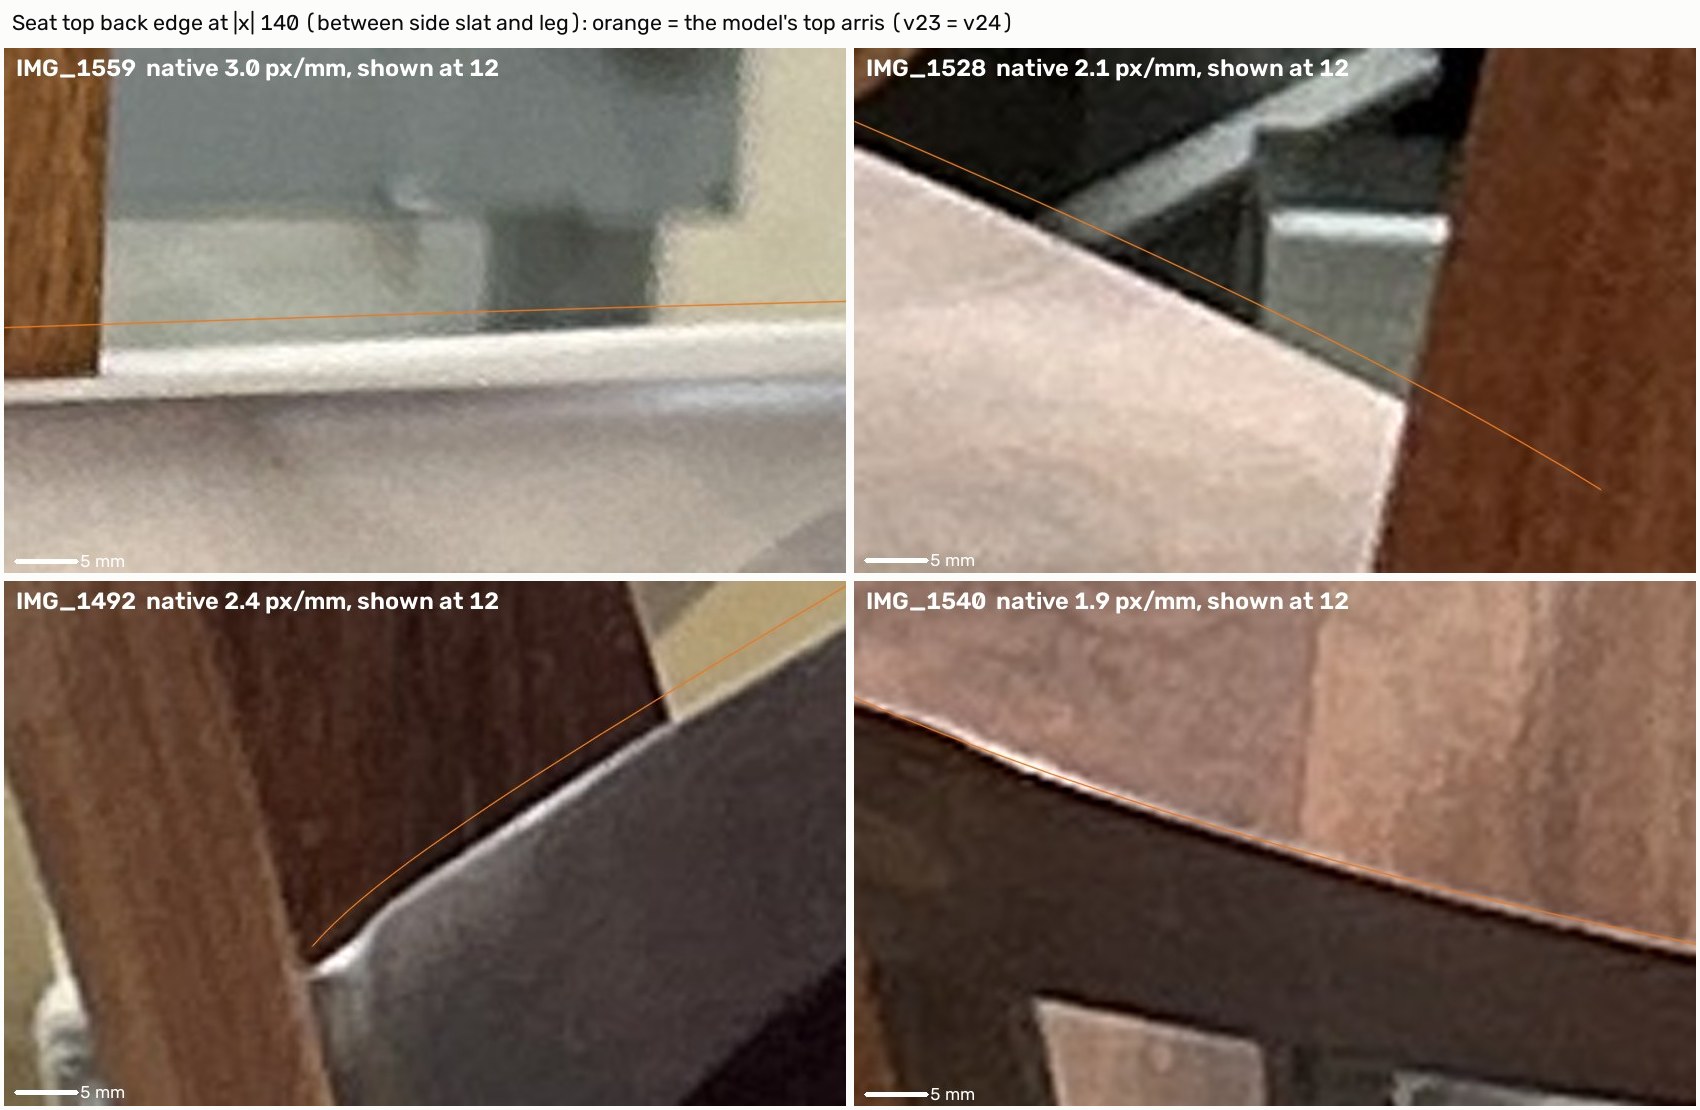 Seat top back edge at |x| 140 (between side slat and leg): orange = the model's top arris (v23 = v24)
IMG_1559 native 3.0 px/mm, shown at 12
IMG_1528 native 2.1 px/mm, shown at 12
5 mm
5 mm
IMG_1492 native 2.4 px/mm, shown at 12
IMG_1540 native 1.9 px/mm, shown at 12
5 mm
5 mm